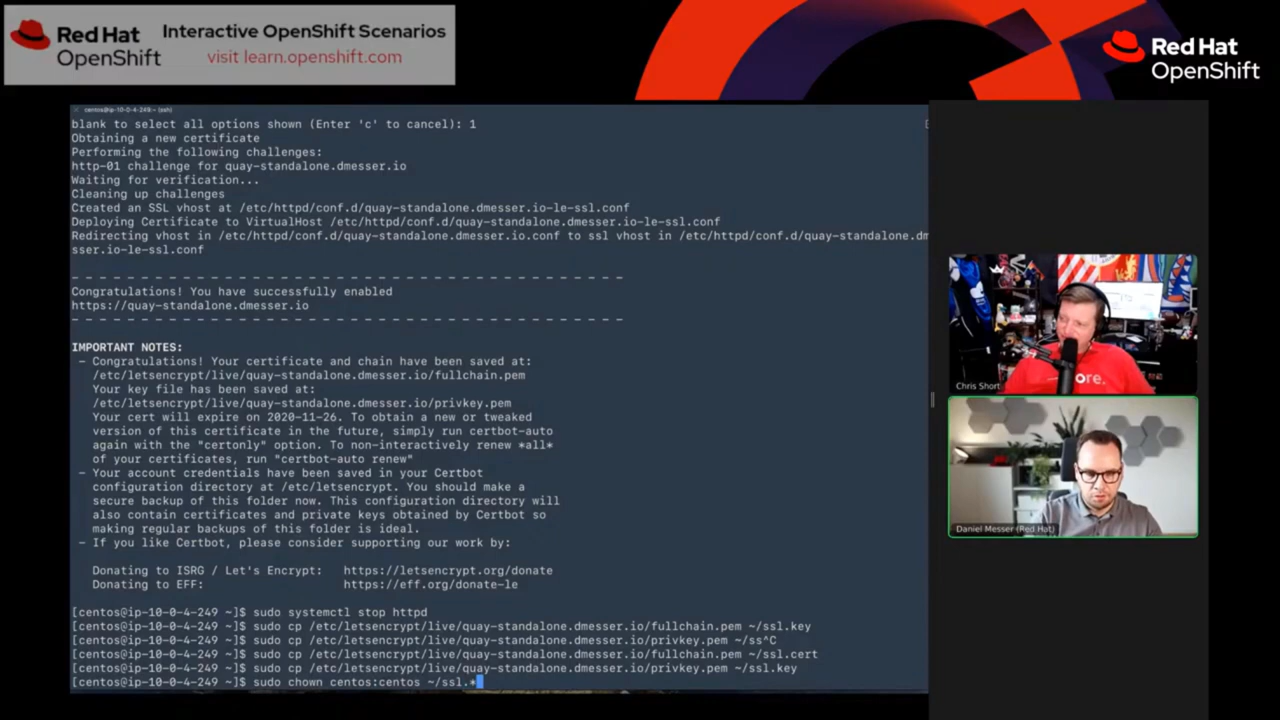 Red Hat
OpenShift
Interactive OpenShift Scenarios
visit learn.openshift.com
Red Hat
OpenShift
centos@ip-10-0-4-249:~ (ssh)
blank to select all options shown (Enter 'c' to cancel): 1
Obtaining a new certificate
Performing the following challenges:
http-01 challenge for quay-standalone.dmesser.io
Waiting for verification...
Cleaning up challenges
Created an SSL vhost at /etc/httpd/conf.d/quay-standalone.dmesser.io-le-ssl.conf
Deploying Certificate to VirtualHost /etc/httpd/conf.d/quay-standalone.dmesser.io-le-ssl.conf
Redirecting vhost in /etc/httpd/conf.d/quay-standalone.dmesser.io.conf to ssl vhost in /etc/httpd/conf.d/quay-standalone.dm
sser.io-le-ssl.conf
- - - - - - - - - - - - - - - - - - - - - - - - - - - - - - - - - - - - - - - -
Congratulations! You have successfully enabled
https://quay-standalone.dmesser.io
- - - - - - - - - - - - - - - - - - - - - - - - - - - - - - - - - - - - - - - -
IMPORTANT NOTES:
- Congratulations! Your certificate and chain have been saved at:
/etc/letsencrypt/live/quay-standalone.dmesser.io/fullchain.pem
Your key file has been saved at:
/etc/letsencrypt/live/quay-standalone.dmesser.io/privkey.pem
Your cert will expire on 2020-11-26. To obtain a new or tweaked
version of this certificate in the future, simply run certbot-auto
again with the "certonly" option. To non-interactively renew *all*
of your certificates, run "certbot-auto renew"
- Your account credentials have been saved in your Certbot
configuration directory at /etc/letsencrypt. You should make a
secure backup of this folder now. This configuration directory will
also contain certificates and private keys obtained by Certbot so
making regular backups of this folder is ideal.
- If you like Certbot, please consider supporting our work by:
Donating to ISRG / Let's Encrypt: https://letsencrypt.org/donate
Donating to EFF: https://eff.org/donate-le
[centos@ip-10-0-4-249 ~]$ sudo systemctl stop httpd
[centos@ip-10-0-4-249 ~]$ sudo cp /etc/letsencrypt/live/quay-standalone.dmesser.io/fullchain.pem ~/ssl.key
[centos@ip-10-0-4-249 ~]$ sudo cp /etc/letsencrypt/live/quay-standalone.dmesser.io/privkey.pem ~/ss^C
[centos@ip-10-0-4-249 ~]$ sudo cp /etc/letsencrypt/live/quay-standalone.dmesser.io/fullchain.pem ~/ssl.cert
[centos@ip-10-0-4-249 ~]$ sudo cp /etc/letsencrypt/live/quay-standalone.dmesser.io/privkey.pem ~/ssl.key
[centos@ip-10-0-4-249 ~]$ sudo chown centos:centos ~/ssl.*
ore.
Chris Short
Daniel Messer (Red Hat)